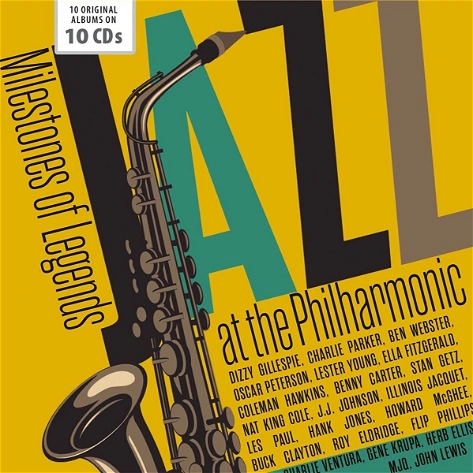 10 ORIGINAL
ALBUMS ON
10 CDs
Milestones of Legends
JAZZ
at the Philharmonic
DIZZY GILLESPIE, CHARLIE PARKER, BEN WEBSTER,
OSCAR PETERSON, LESTER YOUNG, ELLA FITZGERALD,
COLEMAN HAWKINS, BENNY CARTER, STAN GETZ,
NAT KING COLE, J.J. JOHNSON, ILLINOIS JACQUET,
LES PAUL, HANK JONES, HOWARD McGHEE,
BUCK CLAYTON, ROY ELDRIDGE, FLIP PHILLIPS
CHARLIE VENTURA, GENE KRUPA, HERB ELLIS
MJQ, JOHN LEWIS